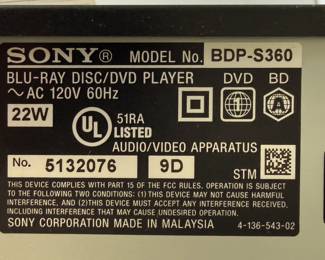 SONY® MODEL No. BDP-S360
BLU-RAY DISC/DVD PLAYER DVD BD
~ AC 120V 60Hz
22W
UL 51RA
LISTED
1 A
AUDIO/VIDEO APPARATUS
No. 5132076 9D STM
THIS DEVICE COMPLIES WITH PART 15 OF THE FCC RULES. OPERATION IS SUBJECT
TO THE FOLLOWING TWO CONDITIONS: (1)THIS DEVICE MAY NOT CAUSE HARMFUL
INTERFERENCE, AND (2)THIS DEVICE MUST ACCEPT ANY INTERFERENCE RECEIVED,
INCLUDING INTERFERENCE THAT MAY CAUSE UNDESIRED OPERATION.
SONY CORPORATION MADE IN MALAYSIA 4-136-543-02